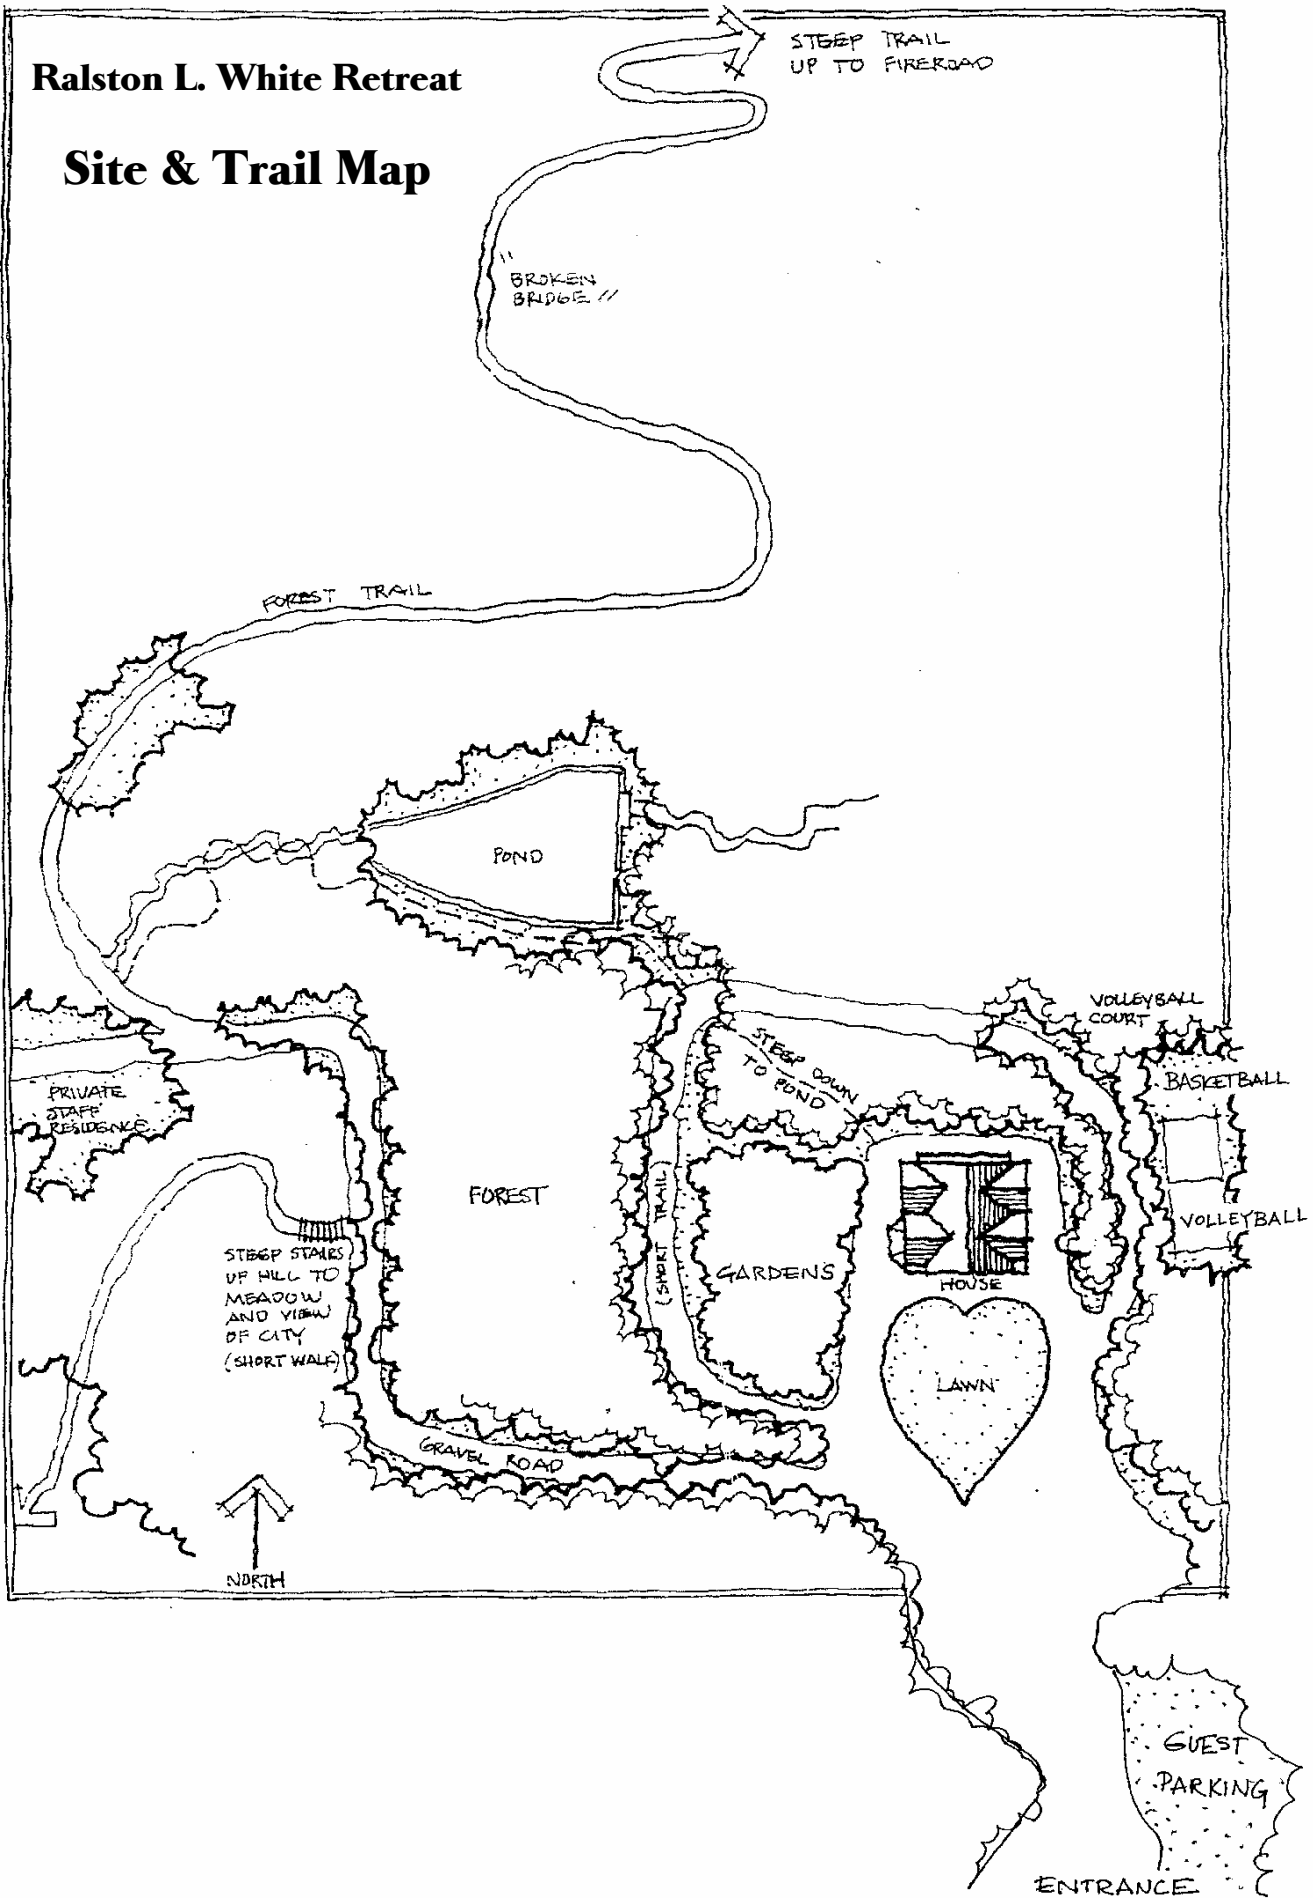 Ralston L. White Retreat
Site & Trail Map
STEEP TRAIL
UP TO FIREROAD
"BROKEN
BRIDGE"
FOREST TRAIL
POND
VOLLEYBALL
COURT
BASKETBALL
VOLLEYBALL
STEEP DOWN
TO POND
PRIVATE
STAFF
RESIDENCE
FOREST
(SHORT TRAIL)
GARDENS
HOUSE
LAWN
STEEP STAIRS
UP HILL TO
MEADOW
AND VIEW
OF CITY
(SHORT WALK)
GRAVEL ROAD
NORTH
GUEST
PARKING
ENTRANCE